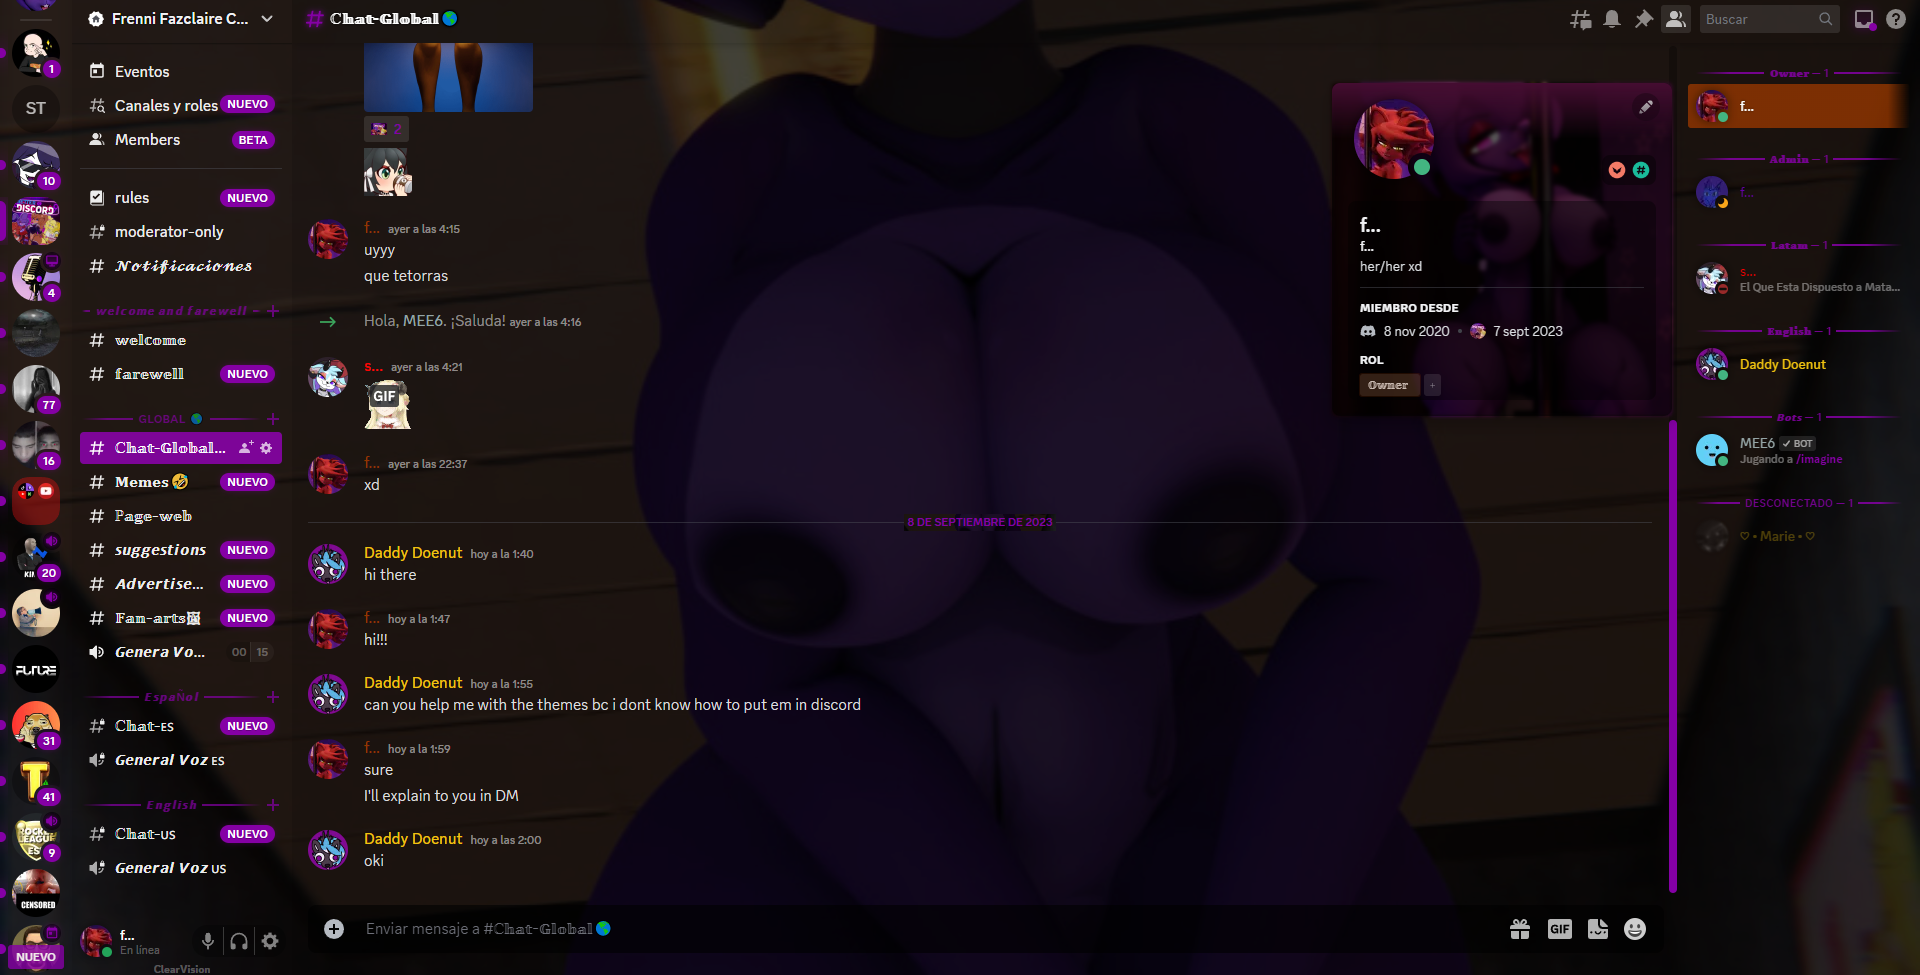 Frenni Fazclaire C...
Eventos
Canales y roles NUEVO
Members BETA
rules NUEVO
moderator-only
𝓝𝓸𝓽𝓲𝓯𝓲𝓬𝓪𝓬𝓲𝓸𝓷𝓮𝓼
~ welcome and farewell ~
welcome
farewell NUEVO
GLOBAL 🌎
ℂhat-Global...
Memes🤣 NUEVO
ℙage-web
suggestions NUEVO
Advertise... NUEVO
𝔽an-arts🖼 NUEVO
Genera Vo... 00 15
EspaÑol
ℂhat-ES NUEVO
General Voz ES
English
ℂhat-US NUEVO
General Voz US
1
ST
10
DISCORD
4
77
16
20
FUTURE
31
T
41
ROCKET
LEAGUE
ES
9
CENSORED
NUEVO
f...
En línea
ClearVision
# ℂhat-Global🌎
Buscar
2
f... ayer a las 4:15
uyyy
que tetorras
Hola, MEE6. ¡Saluda! ayer a las 4:16
s... ayer a las 4:21
GIF
f... ayer a las 22:37
xd
8 DE SEPTIEMBRE DE 2023
Daddy Doenut hoy a la 1:40
hi there
f... hoy a la 1:47
hi!!!
Daddy Doenut hoy a la 1:55
can you help me with the themes bc i dont know how to put em in discord
f... hoy a la 1:59
sure
I'll explain to you in DM
Daddy Doenut hoy a las 2:00
oki
Enviar mensaje a #ℂhat-Global🌎
GIF
f...
f...
her/her xd
MIEMBRO DESDE
8 nov 2020 • 7 sept 2023
ROL
Owner +
Owner — 1
f...
Admin — 1
f...
Latam — 1
s...
El Que Esta Dispuesto a Mata...
English — 1
Daddy Doenut
Bots — 1
MEE6 ✓ BOT
Jugando a /imagine
DESCONECTADO — 1
♡ • Marie • ♡